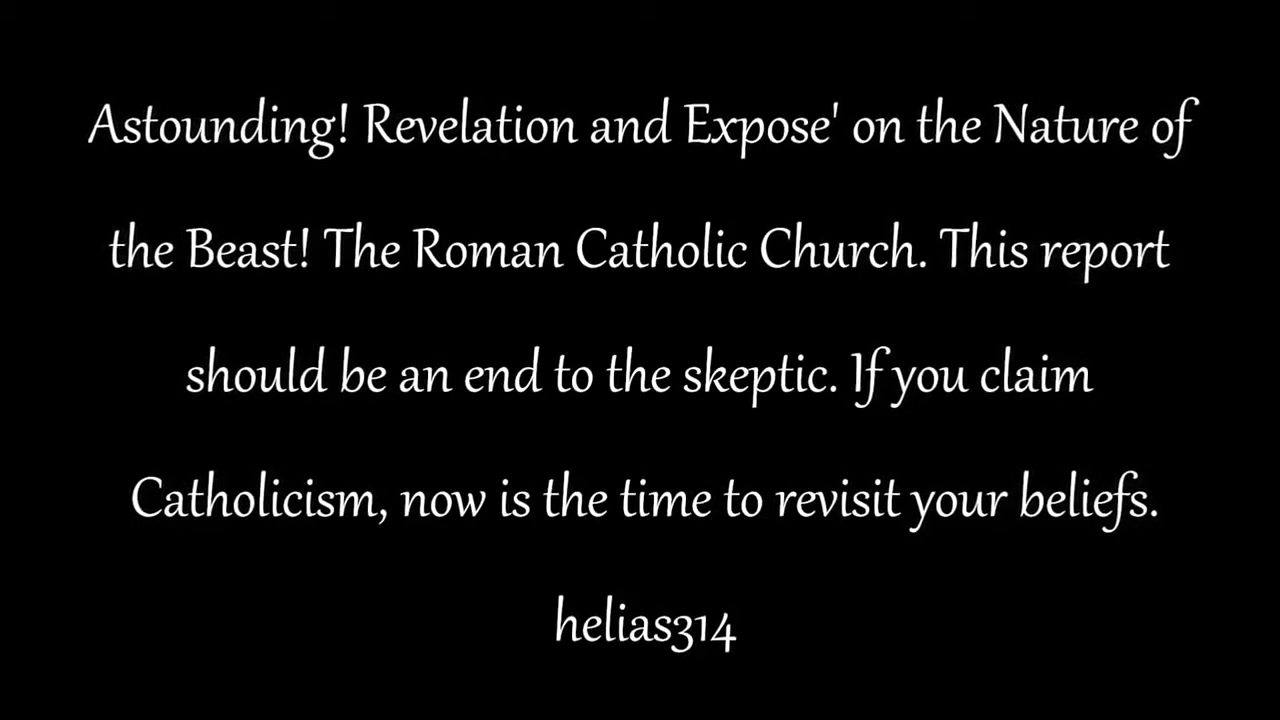 Astounding! Revelation and Expose' on the Nature of
the Beast! The Roman Catholic Church. This report
should be an end to the skeptic. If you claim
Catholicism, now is the time to revisit your beliefs.
helias314